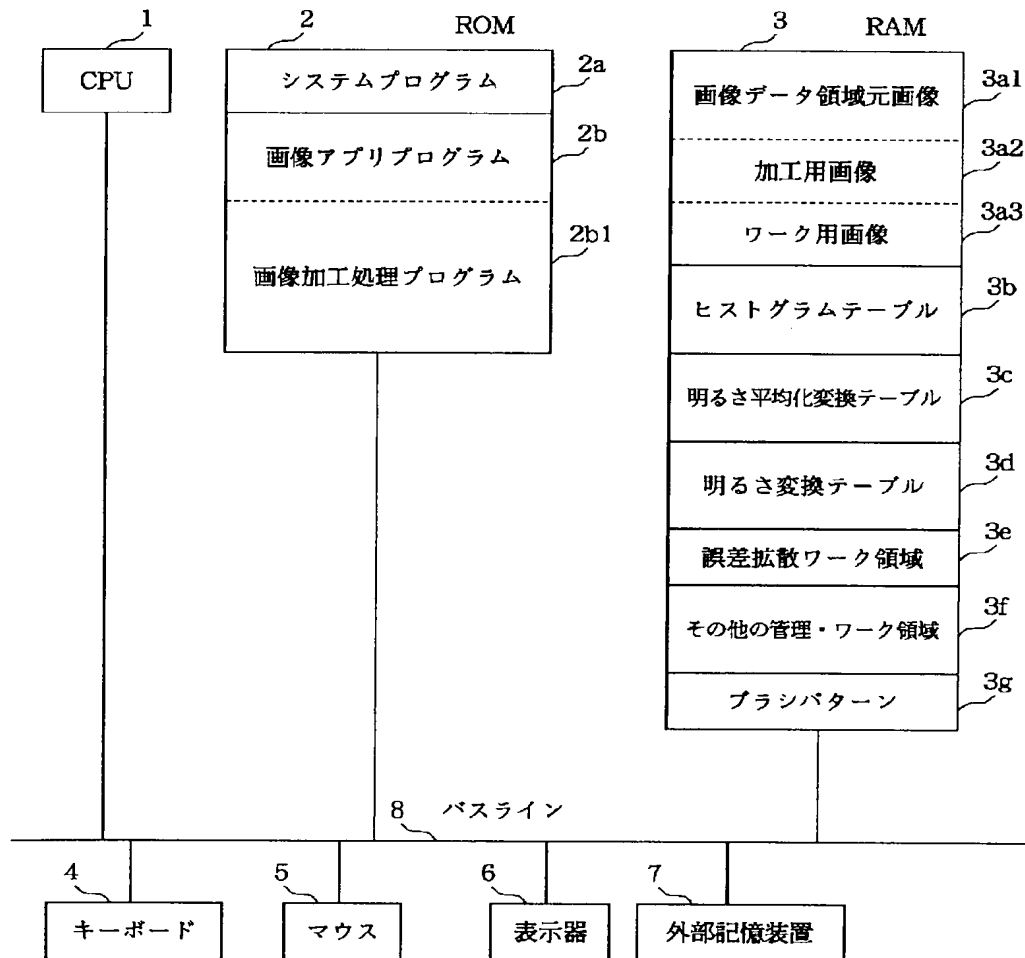 1
CPU
2
ROM
システムプログラム
2a
画像アプリプログラム
2b
画像加工処理プログラム
2b1
3
RAM
画像データ領域元画像
3a1
加工用画像
3a2
ワーク用画像
3a3
ヒストグラムテーブル
3b
明るさ平均化変換テーブル
3c
明るさ変換テーブル
3d
誤差拡散ワーク領域
3e
その他の管理・ワーク領域
3f
ブラシパターン
3g
8
バスライン
4
キーボード
5
マウス
6
表示器
7
外部記憶装置